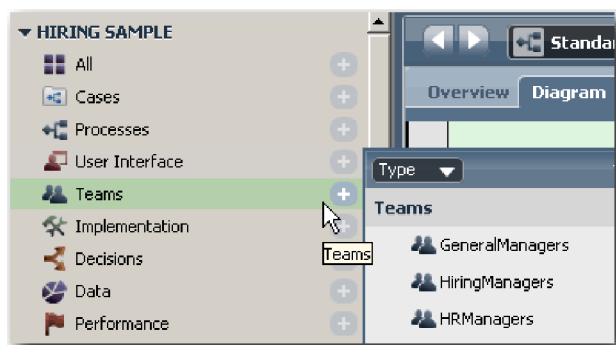 HIRING SAMPLE
All
Cases
Processes
User Interface
Teams
Implementation
Decisions
Data
Performance
Teams
Overview
Diagram
Type
Teams
GeneralManagers
HiringManagers
HRManagers